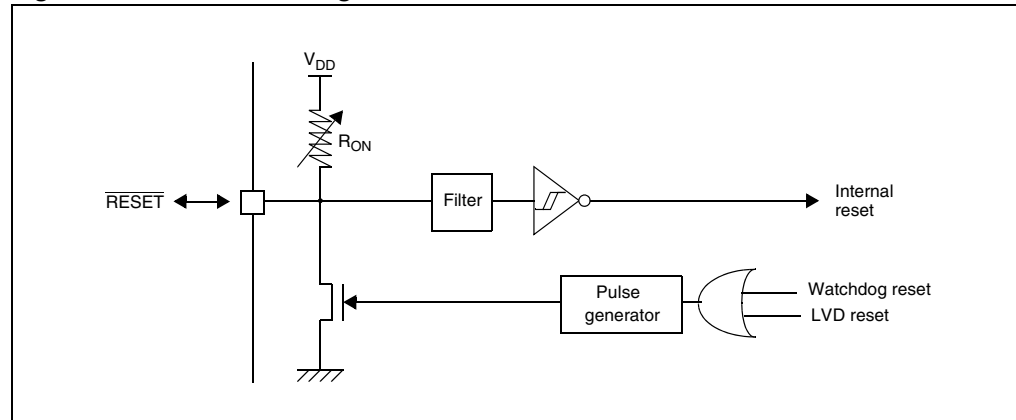 V_DD
R_ON
RESET
Filter
Internal
reset
Pulse
generator
Watchdog reset
LVD reset